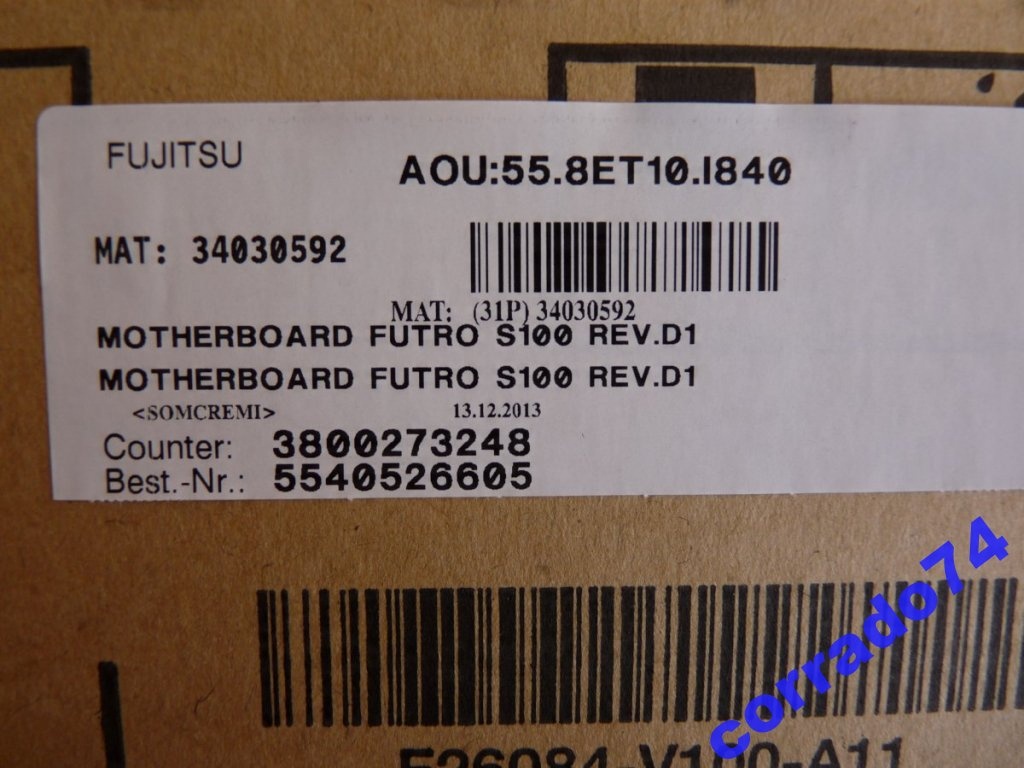 FUJITSU
AOU:55.8ET10.I840
MAT: 34030592
MAT: (31P) 34030592
MOTHERBOARD FUTRO S100 REV.D1
MOTHERBOARD FUTRO S100 REV.D1
<SOMCREMI> 13.12.2013
Counter: 3800273248
Best.-Nr.: 5540526605
corrado74